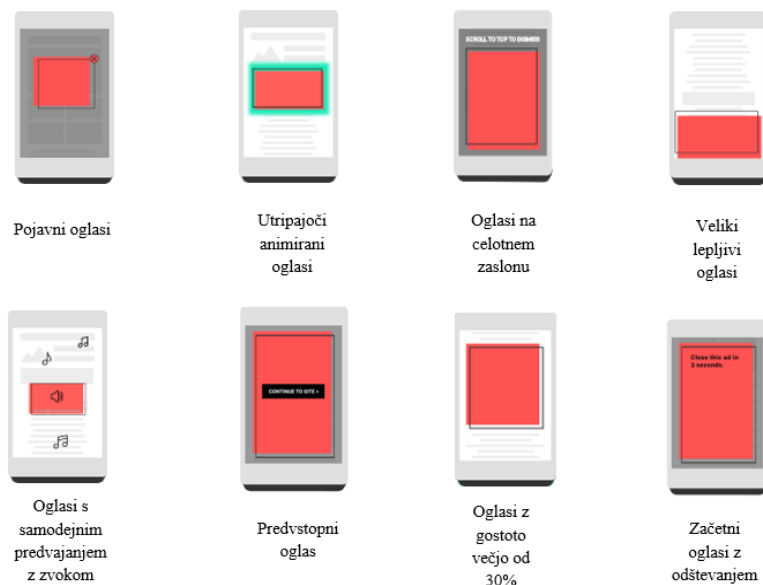 SCROLL TO TOP TO DISMISS
Pojavni oglasi
Utripajoči
animirani
oglasi
Oglasi na
celotnem
zaslonu
Veliki
lepljivi
oglasi
CONTINUE TO SITE >
Close this ad in
3 seconds.
Oglasi s
samodejnim
predvajanjem
z zvokom
Predvstopni
oglas
Oglasi z
gostoto
večjo od
30%
Začetni
oglasi z
odštevanjem